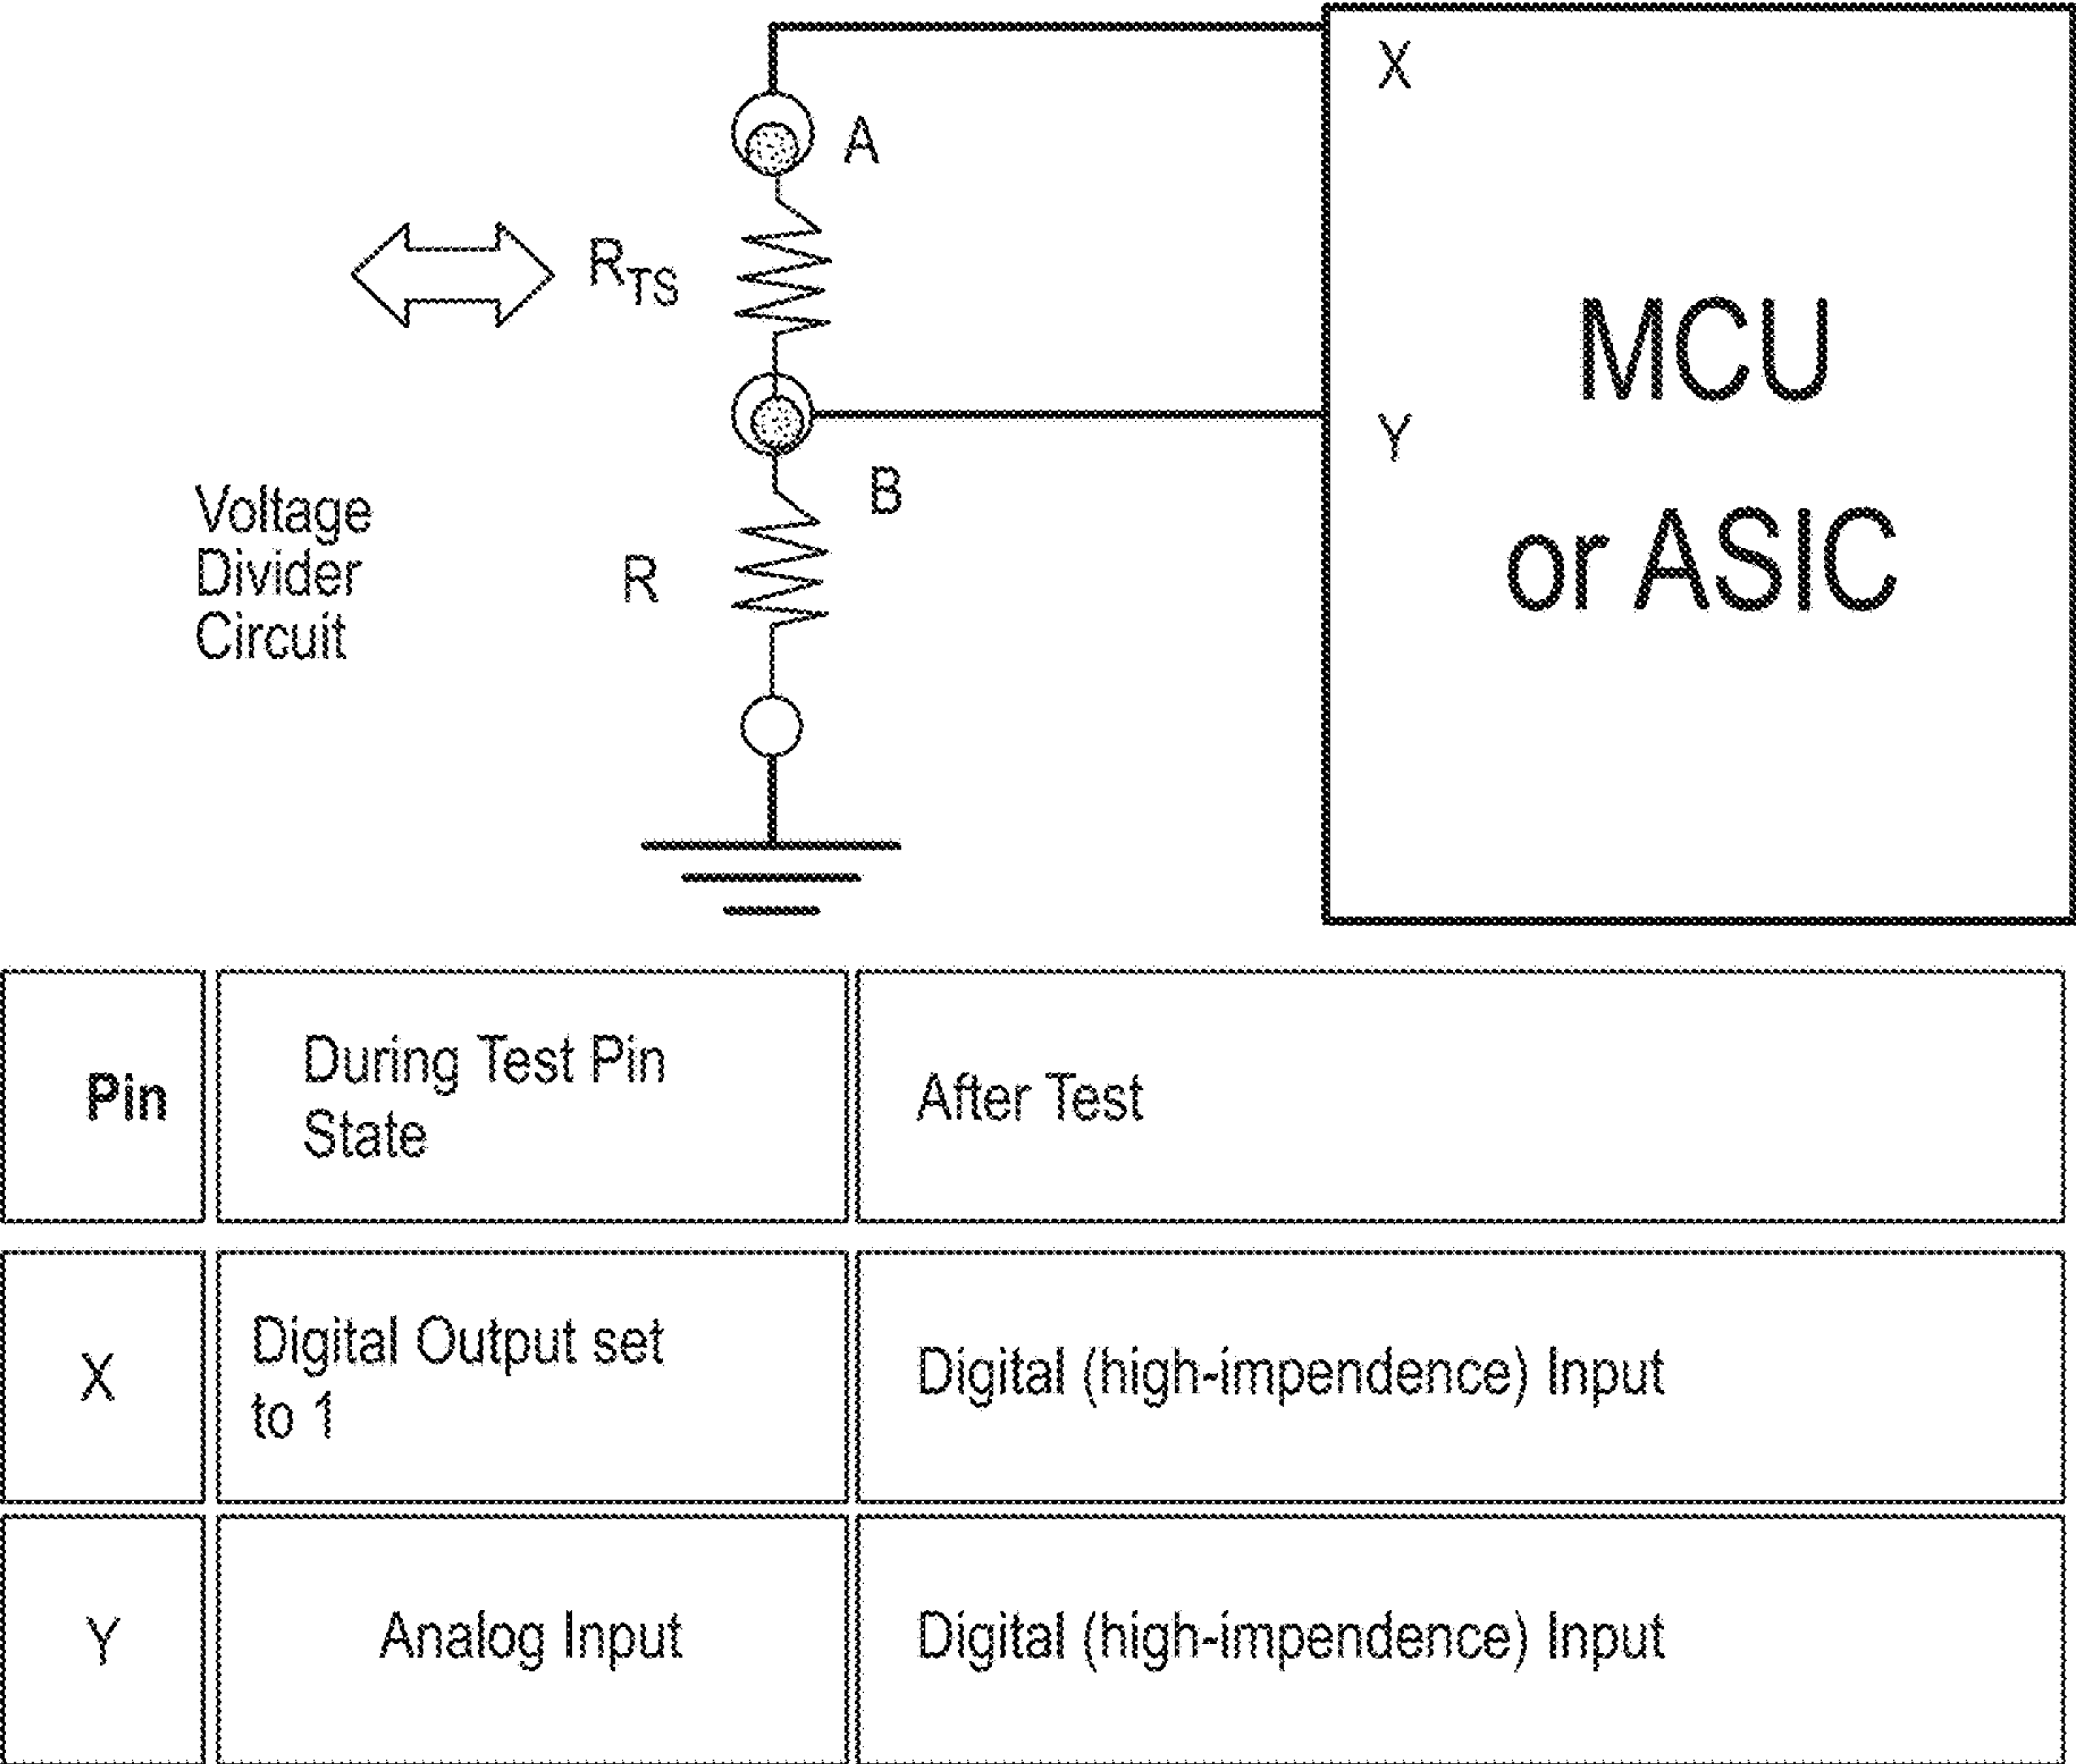 X
A
R_TS
MCU
or ASIC
Y
B
Voltage
Divider
Circuit
R
Pin
During Test Pin
State
After Test
X
Digital Output set
to 1
Digital (high-impendence) Input
Y
Analog Input
Digital (high-impendence) Input